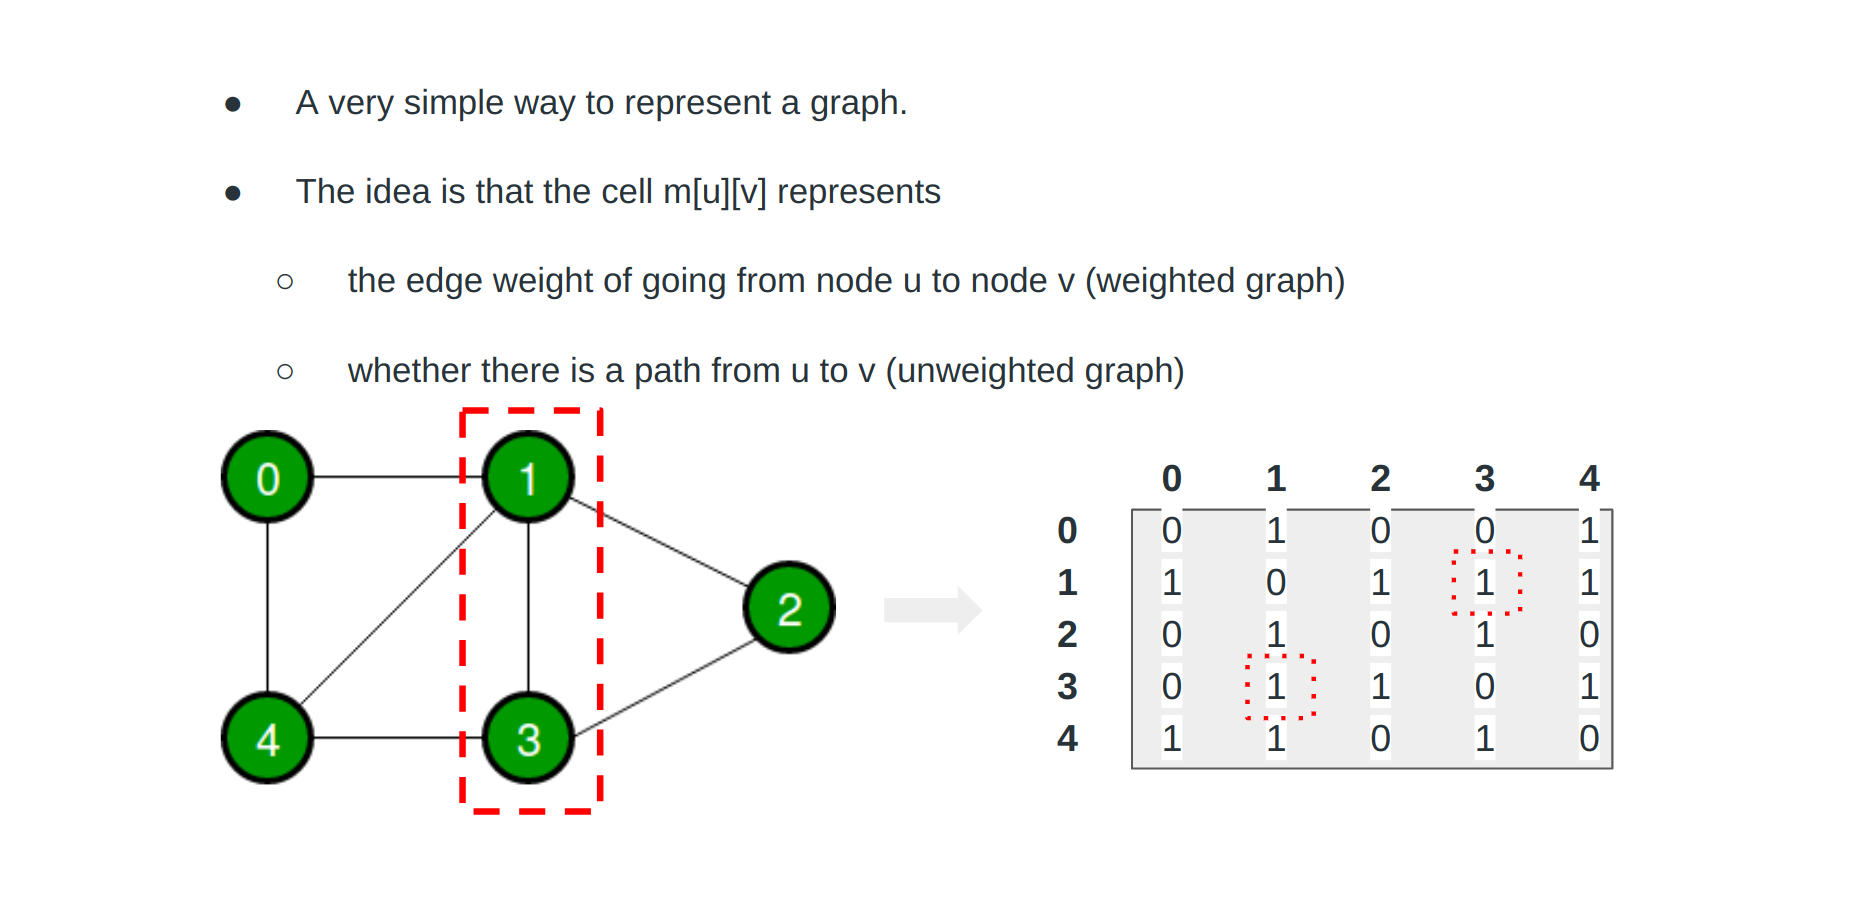 ● A very simple way to represent a graph.
● The idea is that the cell m[u][v] represents
○ the edge weight of going from node u to node v (weighted graph)
○ whether there is a path from u to v (unweighted graph)
0 1
2
4 3
0 1 2 3 4
0 0 1 0 0 1
1 1 0 1 1 1
2 0 1 0 1 0
3 0 1 1 0 1
4 1 1 0 1 0